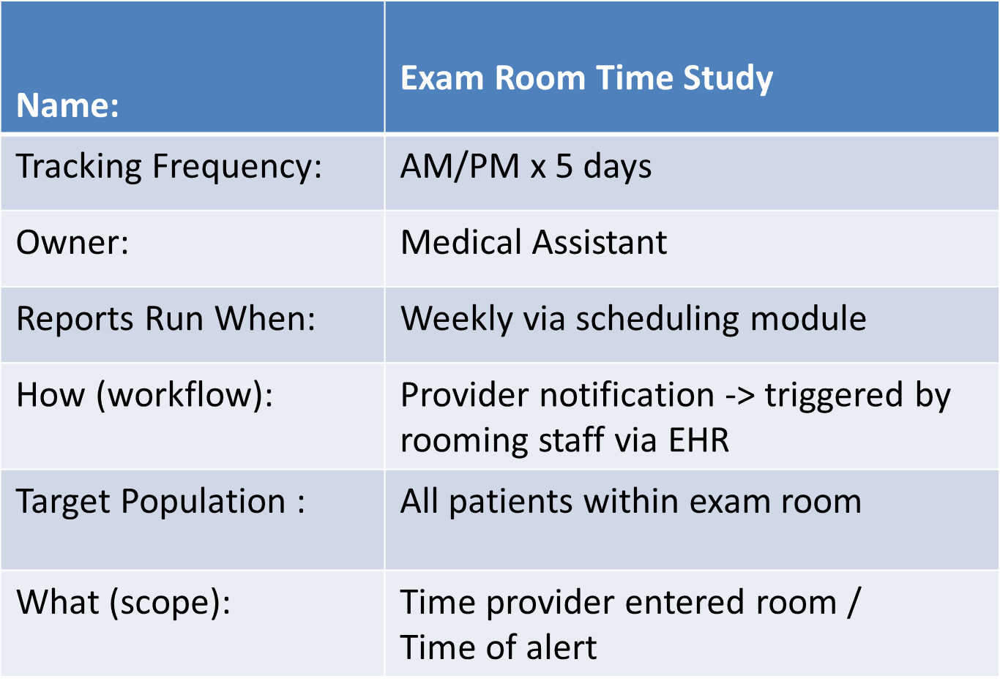 Name:
Exam Room Time Study
Tracking Frequency:
AM/PM x 5 days
Owner:
Medical Assistant
Reports Run When:
Weekly via scheduling module
How (workflow):
Provider notification -> triggered by
rooming staff via EHR
Target Population :
All patients within exam room
What (scope):
Time provider entered room /
Time of alert